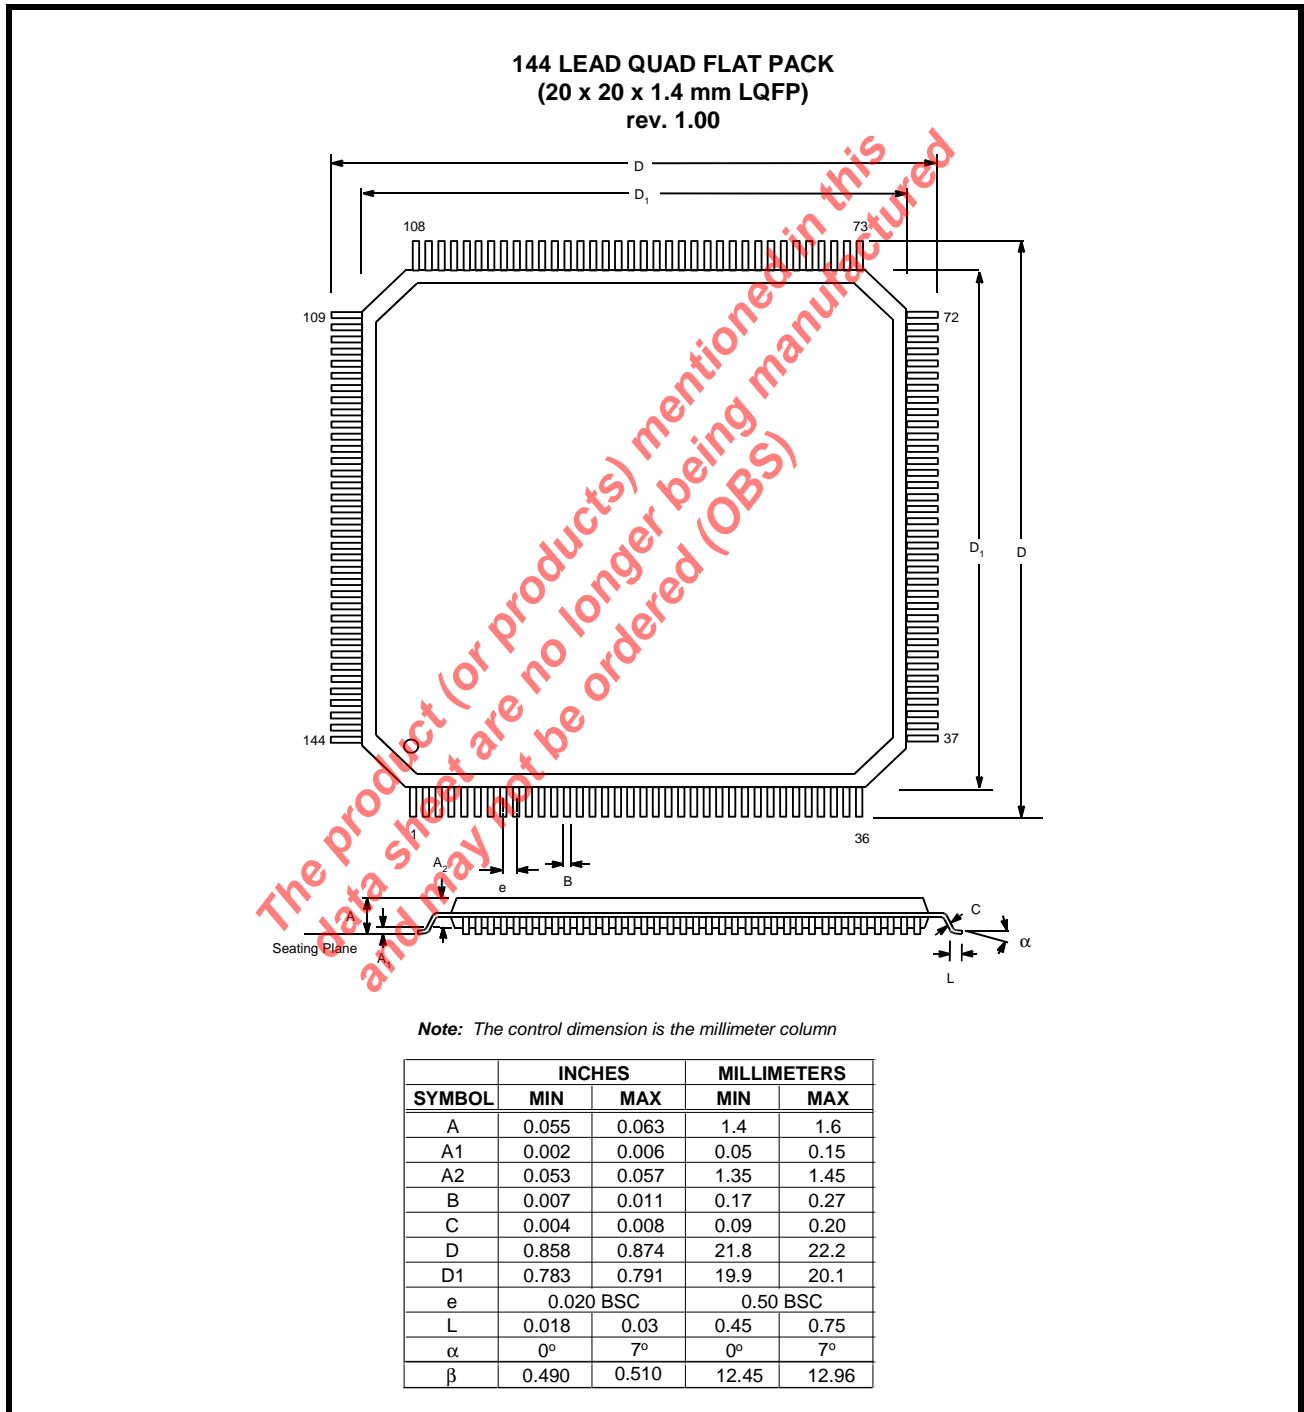 144 LEAD QUAD FLAT PACK
(20 x 20 x 1.4 mm LQFP)
rev. 1.00
D
D1
108
73
109
72
D1
D
144
37
1
36
A2
e
B
A
C
Seating Plane
A1
α
L
The product (or products) mentioned in this
data sheet are no longer being manufactured
and may not be ordered (OBS)
Note: The control dimension is the millimeter column
INCHES MILLIMETERS
SYMBOL MIN MAX MIN MAX
A 0.055 0.063 1.4 1.6
A1 0.002 0.006 0.05 0.15
A2 0.053 0.057 1.35 1.45
B 0.007 0.011 0.17 0.27
C 0.004 0.008 0.09 0.20
D 0.858 0.874 21.8 22.2
D1 0.783 0.791 19.9 20.1
e 0.020 BSC 0.50 BSC
L 0.018 0.03 0.45 0.75
α 0º 7º 0º 7º
β 0.490 0.510 12.45 12.96